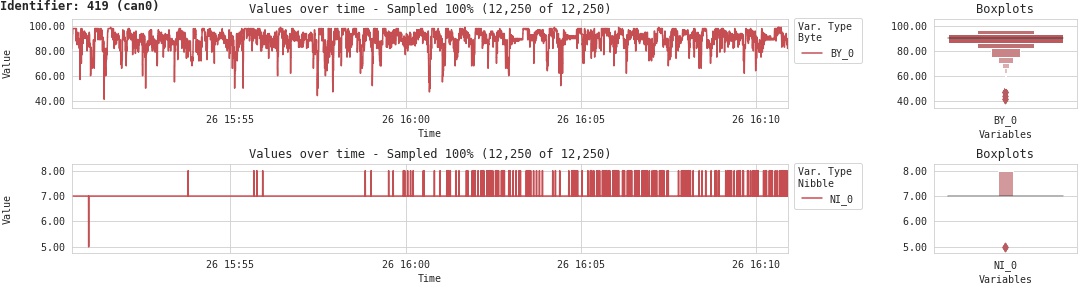 Identifier: 419 (can0)
Values over time - Sampled 100% (12,250 of 12,250)
Value
100.00
80.00
60.00
40.00
26 15:55
26 16:00
26 16:05
26 16:10
Time
Var. Type
Byte
BY_0
Boxplots
100.00
80.00
60.00
40.00
BY_0
Variables
Values over time - Sampled 100% (12,250 of 12,250)
Value
8.00
7.00
6.00
5.00
26 15:55
26 16:00
26 16:05
26 16:10
Time
Var. Type
Nibble
NI_0
Boxplots
8.00
7.00
6.00
5.00
NI_0
Variables